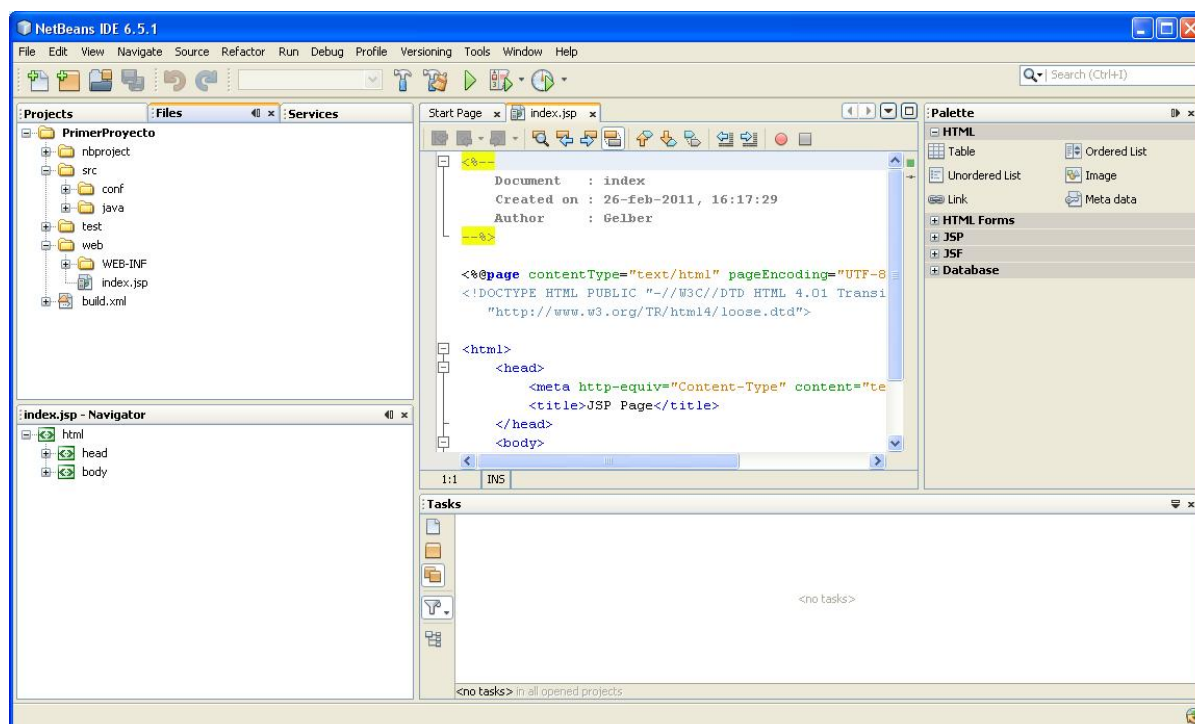 NetBeans IDE 6.5.1
File Edit View Navigate Source Refactor Run Debug Profile Versioning Tools Window Help
Search (Ctrl+I)
Projects Files Services
PrimerProyecto
nbproject
src
conf
java
test
web
WEB-INF
index.jsp
build.xml
index.jsp - Navigator
html
head
body
Start Page index.jsp
<%--
Document : index
Created on : 26-feb-2011, 16:17:29
Author : Gelber
--%>
<%@page contentType="text/html" pageEncoding="UTF-8
<!DOCTYPE HTML PUBLIC "-//W3C//DTD HTML 4.01 Transi
"http://www.w3.org/TR/html4/loose.dtd">
<html>
<head>
<meta http-equiv="Content-Type" content="te
<title>JSP Page</title>
</head>
<body>
1:1 INS
Palette
HTML
Table Ordered List
Unordered List Image
Link Meta data
HTML Forms
JSP
JSF
Database
Tasks
<no tasks>
<no tasks> in all opened projects